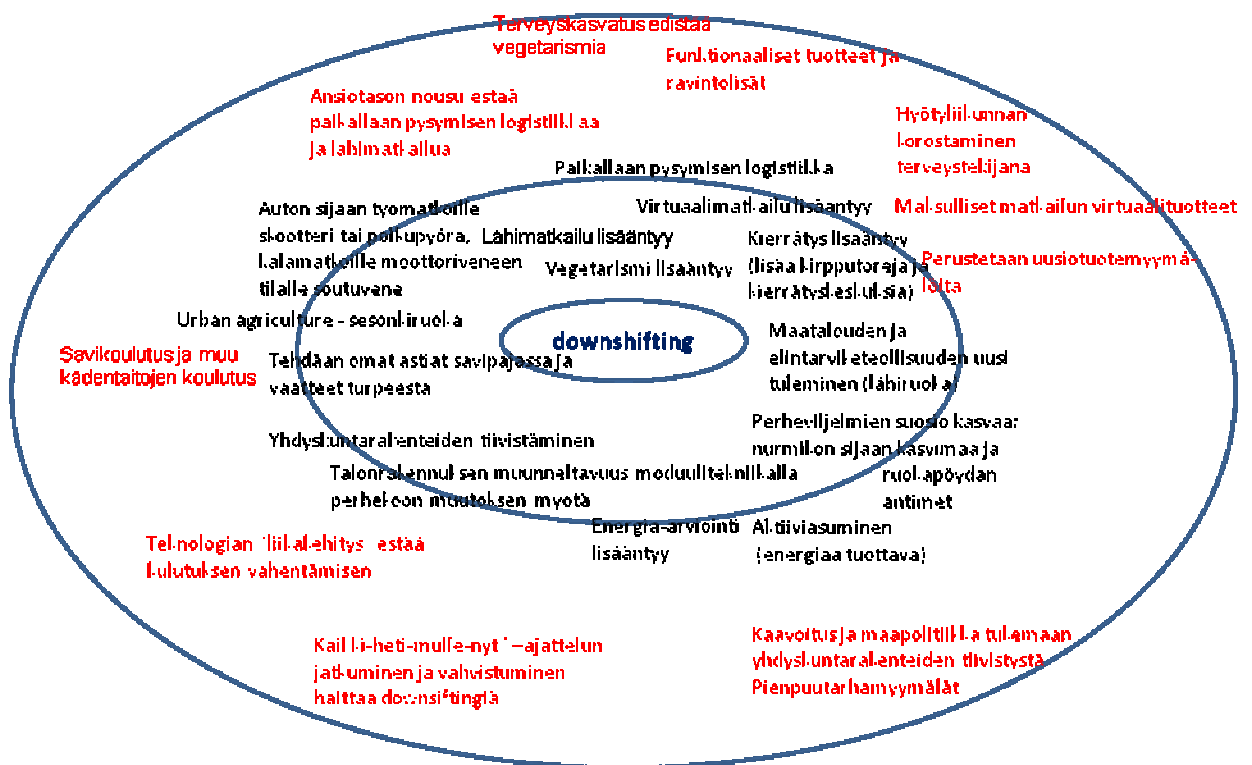 Terveyskasvatus edistää
vegetarismia
Funktionaaliset tuotteet ja
ravintolisät
Ansiotason nousu estää
paikallaan pysymisen logistiikkaa
ja lähimatkailua
Hyötyliikunnan
korostaminen
terveystekijänä
Paikallaan pysymisen logistiikka
Auton sijaan työmatkoille
skootteri tai polkupyörä,
kalamatkoille moottoriveneen
tilalle soutuvene
Virtuaalimatkailu lisääntyy
Maksulliset matkailun virtuaalituotteet
Lähimatkailu lisääntyy
Kierrätys lisääntyy
(lisää kirpputoreja ja
kierrätyskeskuksia)
Perustetaan uusiotuotemyymä-
löitä
Vegetarismi lisääntyy
Urban agriculture - sesonkiruoka
downshifting
Maatalouden ja
elintarviketeollisuuden uusi
tuleminen (lähiruoka)
Savikoulutus ja muu
kädentaitojen koulutus
Tehdään omat astiat savipajassa ja
vaatteet turpeesta
Perheviljelmien suosio kasvaa:
nurmikon sijaan kasvimaa ja
ruokapöydän
antimet
Yhdyskuntarakenteiden tiivistäminen
Talonrakennuksen muunneltavuus moduulitekniikalla
perhekoon muutoksen myötä
Energia-arviointi
lisääntyy
Aktiiviasuminen
(energiaa tuottava)
Teknologian liikakehitys estää
kulutuksen vähentämisen
Kaikki-heti-mulle-nyt –ajattelun
jatkuminen ja vahvistuminen
haittaa downsiftingiä
Kaavoitus ja maapolitiikka tukemaan
yhdyskuntarakenteiden tiivistystä
Pienpuutarhamyymälät